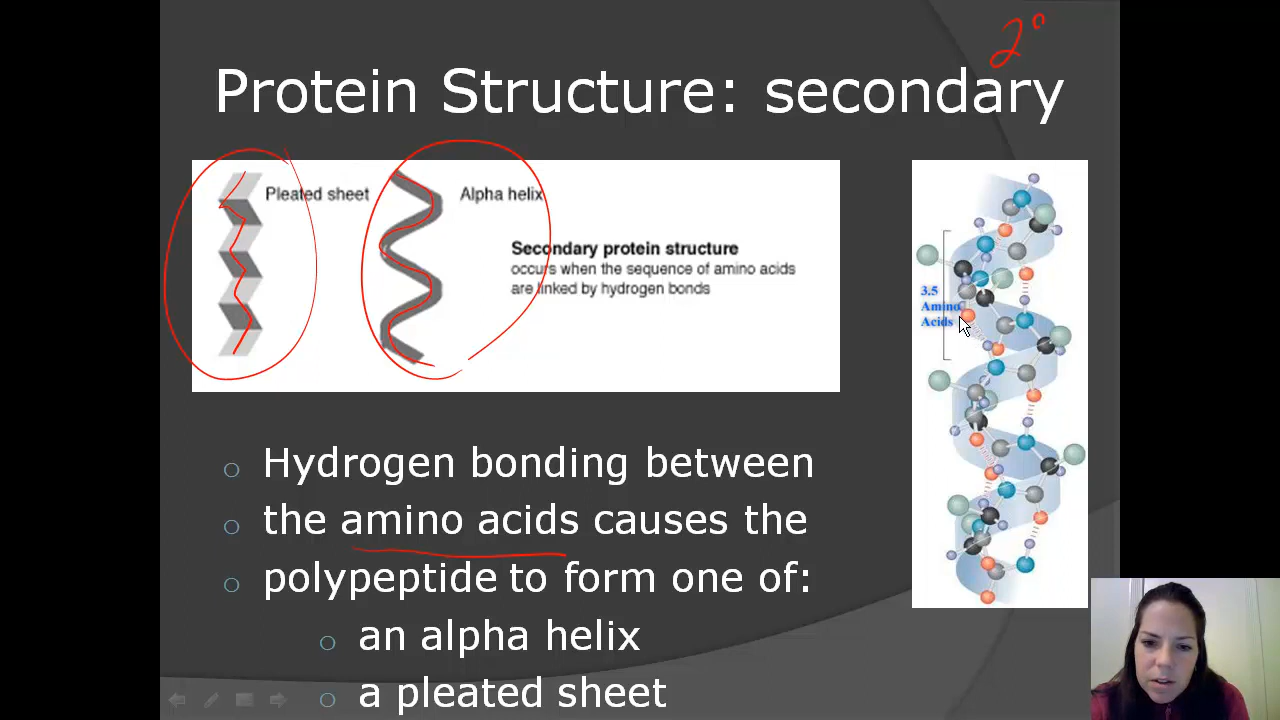 2°
Protein Structure: secondary
Pleated sheet
Alpha helix
Secondary protein structure
occurs when the sequence of amino acids
are linked by hydrogen bonds
3.5
Amino
Acids
Hydrogen bonding between
the amino acids causes the
polypeptide to form one of:
an alpha helix
a pleated sheet